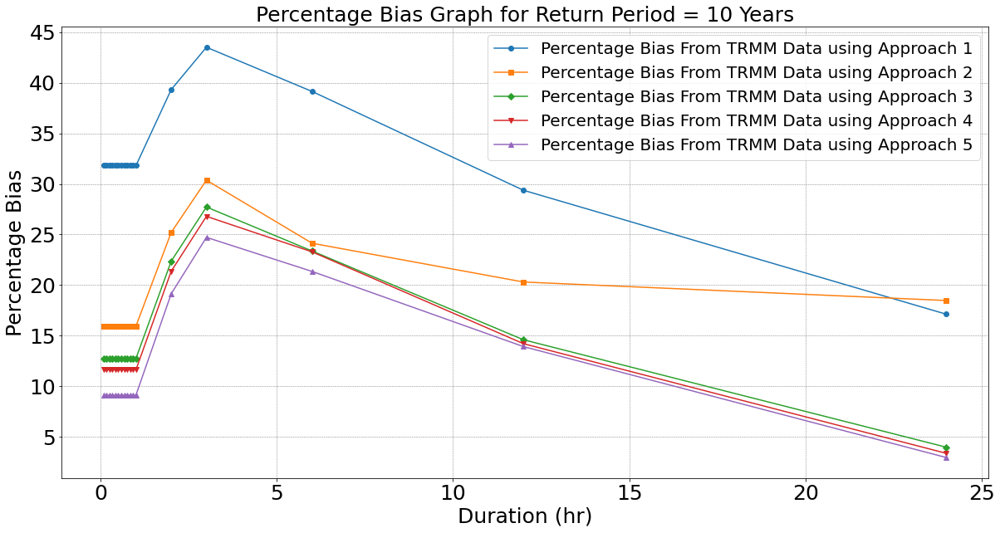 Percentage Bias Graph for Return Period = 10 Years
Percentage Bias From TRMM Data using Approach 1
Percentage Bias From TRMM Data using Approach 2
Percentage Bias From TRMM Data using Approach 3
Percentage Bias From TRMM Data using Approach 4
Percentage Bias From TRMM Data using Approach 5
Percentage Bias
45
40
35
30
25
20
15
10
5
0 5 10 15 20 25
Duration (hr)